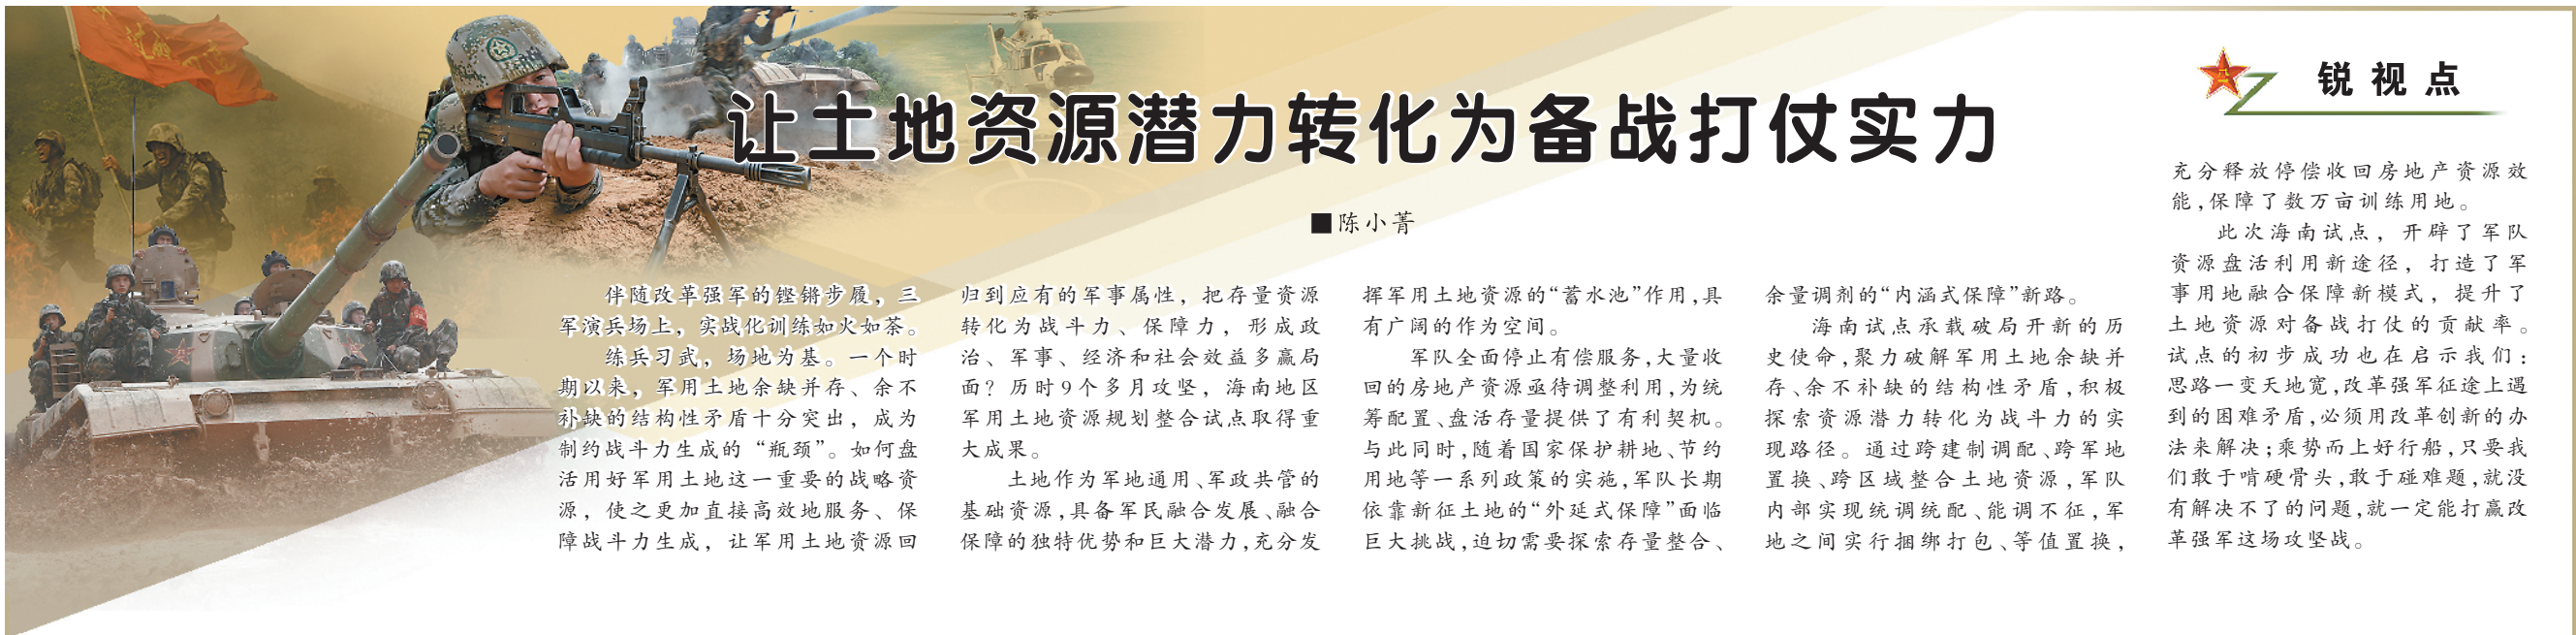 锐视点
让土地资源潜力转化为备战打仗实力
■陈小菁
伴随改革强军的铿锵步履，三
军演兵场上，实战化训练如火如荼。
练兵习武，场地为基。一个时
期以来，军用土地余缺并存、余不
补缺的结构性矛盾十分突出，成为
制约战斗力生成的“瓶颈”。如何盘
活用好军用土地这一重要的战略资
源，使之更加直接高效地服务、保
障战斗力生成，让军用土地资源回
归到应有的军事属性，把存量资源
转化为战斗力、保障力，形成政
治、军事、经济和社会效益多赢局
面？历时9个多月攻坚，海南地区
军用土地资源规划整合试点取得重
大成果。
土地作为军地通用、军政共管的
基础资源，具备军民融合发展、融合
保障的独特优势和巨大潜力，充分发
挥军用土地资源的“蓄水池”作用，具
有广阔的作为空间。
军队全面停止有偿服务，大量收
回的房地产资源亟待调整利用，为统
筹配置、盘活存量提供了有利契机。
与此同时，随着国家保护耕地、节约
用地等一系列政策的实施，军队长期
依靠新征土地的“外延式保障”面临
巨大挑战，迫切需要探索存量整合、
余量调剂的“内涵式保障”新路。
海南试点承载破局开新的历
史使命，聚力破解军用土地余缺并
存、余不补缺的结构性矛盾，积极
探索资源潜力转化为战斗力的实
现路径。通过跨建制调配、跨军地
置换、跨区域整合土地资源，军队
内部实现统调统配、能调不征，军
地之间实行捆绑打包、等值置换，
充分释放停偿收回房地产资源效
能，保障了数万亩训练用地。
此次海南试点，开辟了军队
资源盘活利用新途径，打造了军
事用地融合保障新模式，提升了
土地资源对备战打仗的贡献率。
试点的初步成功也在启示我们：
思路一变天地宽，改革强军征途上遇
到的困难矛盾，必须用改革创新的办
法来解决；乘势而上好行船，只要我
们敢于啃硬骨头，敢于碰难题，就没
有解决不了的问题，就一定能打赢改
革强军这场攻坚战。